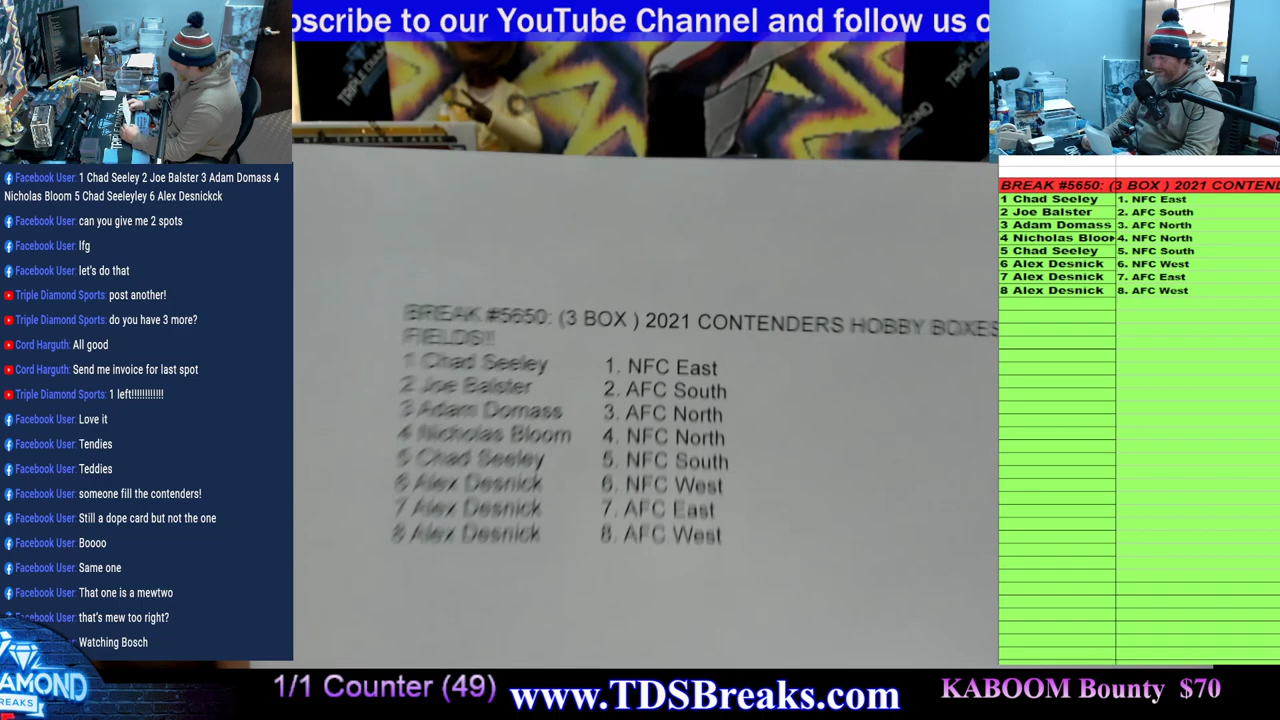 bscribe to our YouTube Channel and follow us o
TRIPLE
DIAMOND
Facebook User: 1 Chad Seeley 2 Joe Balster 3 Adam Domass 4
Nicholas Bloom 5 Chad Seeleyley 6 Alex Desnickck
Facebook User: can you give me 2 spots
Facebook User: lfg
Facebook User: let's do that
Triple Diamond Sports: post another!
Triple Diamond Sports: do you have 3 more?
Cord Harguth: All good
Cord Harguth: Send me invoice for last spot
Triple Diamond Sports: 1 left!!!!!!!!!!!!
Facebook User: Love it
Facebook User: Tendies
Facebook User: Teddies
Facebook User: someone fill the contenders!
Facebook User: Still a dope card but not the one
Facebook User: Boooo
Facebook User: Same one
Facebook User: That one is a mewtwo
Facebook User: that's mew too right?
Watching Bosch
BREAK #5650: (3 BOX ) 2021 CONTENDERS HOBBY BOXES
FIELDS!!
1 Chad Seeley 1. NFC East
2 Joe Balster 2. AFC South
3 Adam Domass 3. AFC North
4 Nicholas Bloom 4. NFC North
5 Chad Seeley 5. NFC South
6 Alex Desnick 6. NFC West
7 Alex Desnick 7. AFC East
8 Alex Desnick 8. AFC West
BREAK #5650: (3 BOX ) 2021 CONTEND
1 Chad Seeley 1. NFC East
2 Joe Balster 2. AFC South
3 Adam Domass 3. AFC North
4 Nicholas Bloor 4. NFC North
5 Chad Seeley 5. NFC South
6 Alex Desnick 6. NFC West
7 Alex Desnick 7. AFC East
8 Alex Desnick 8. AFC West
AMOND
BREAKS
1/1 Counter (49)
www.TDSBreaks.com
KABOOM Bounty $70